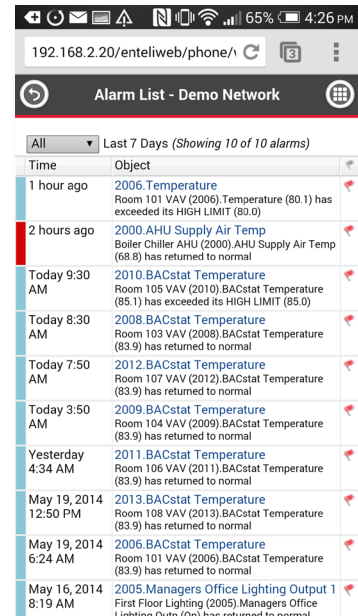 65% 4:26 PM
192.168.2.20/enteliweb/phone/
3
Alarm List - Demo Network
All Last 7 Days (Showing 10 of 10 alarms)
Time Object
1 hour ago 2006.Temperature
Room 101 VAV (2006).Temperature (80.1) has
exceeded its HIGH LIMIT (80.0)
2 hours ago 2000.AHU Supply Air Temp
Boiler Chiller AHU (2000).AHU Supply Air Temp
(68.8) has returned to normal
Today 9:30 2010.BACstat Temperature
AM Room 105 VAV (2010).BACstat Temperature
(85.1) has exceeded its HIGH LIMIT (85.0)
Today 8:30 2008.BACstat Temperature
AM Room 103 VAV (2008).BACstat Temperature
(83.9) has returned to normal
Today 7:50 2012.BACstat Temperature
AM Room 107 VAV (2012).BACstat Temperature
(83.9) has returned to normal
Today 3:50 2009.BACstat Temperature
AM Room 104 VAV (2009).BACstat Temperature
(83.9) has returned to normal
Yesterday 2011.BACstat Temperature
4:34 AM Room 106 VAV (2011).BACstat Temperature
(83.9) has returned to normal
May 19, 2014 2013.BACstat Temperature
12:50 PM Room 108 VAV (2013).BACstat Temperature
(83.9) has returned to normal
May 19, 2014 2006.BACstat Temperature
6:24 AM Room 101 VAV (2006).BACstat Temperature
(83.9) has returned to normal
May 16, 2014 2005.Managers Office Lighting Output 1
8:19 AM First Floor Lighting (2005).Managers Office
Lighting Outp (On) has returned to normal